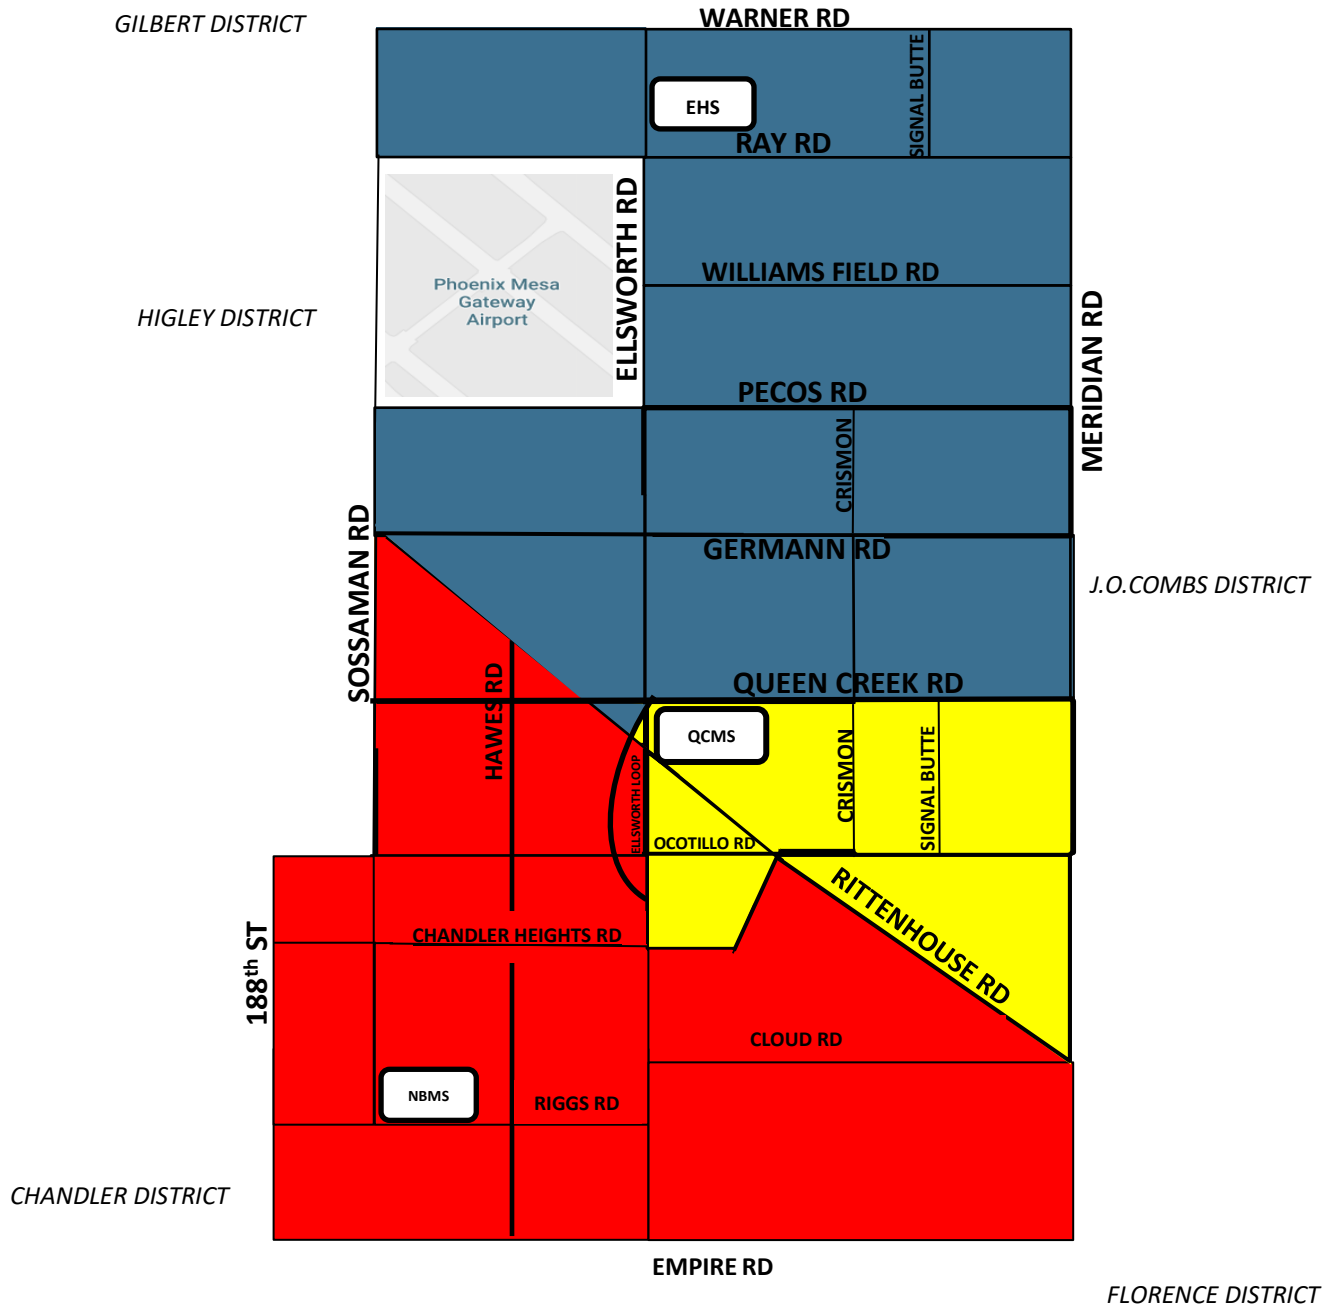 WARNER RD
GILBERT DISTRICT
SIGNAL BUTTE
EHS
RAY RD
ELLSWORTH RD
WILLIAMS FIELD RD
Phoenix Mesa
Gateway
Airport
HIGLEY DISTRICT
MERIDIAN RD
PECOS RD
CRISMON
SOSSAMAN RD
GERMANN RD
J.O.COMBS DISTRICT
QUEEN CREEK RD
HAWES RD
QCMS
ELLSWORTH LOOP
CRISMON
SIGNAL BUTTE
OCOTILLO RD
RITTENHOUSE RD
188th ST
CHANDLER HEIGHTS RD
CLOUD RD
NBMS
RIGGS RD
CHANDLER DISTRICT
EMPIRE RD
FLORENCE DISTRICT